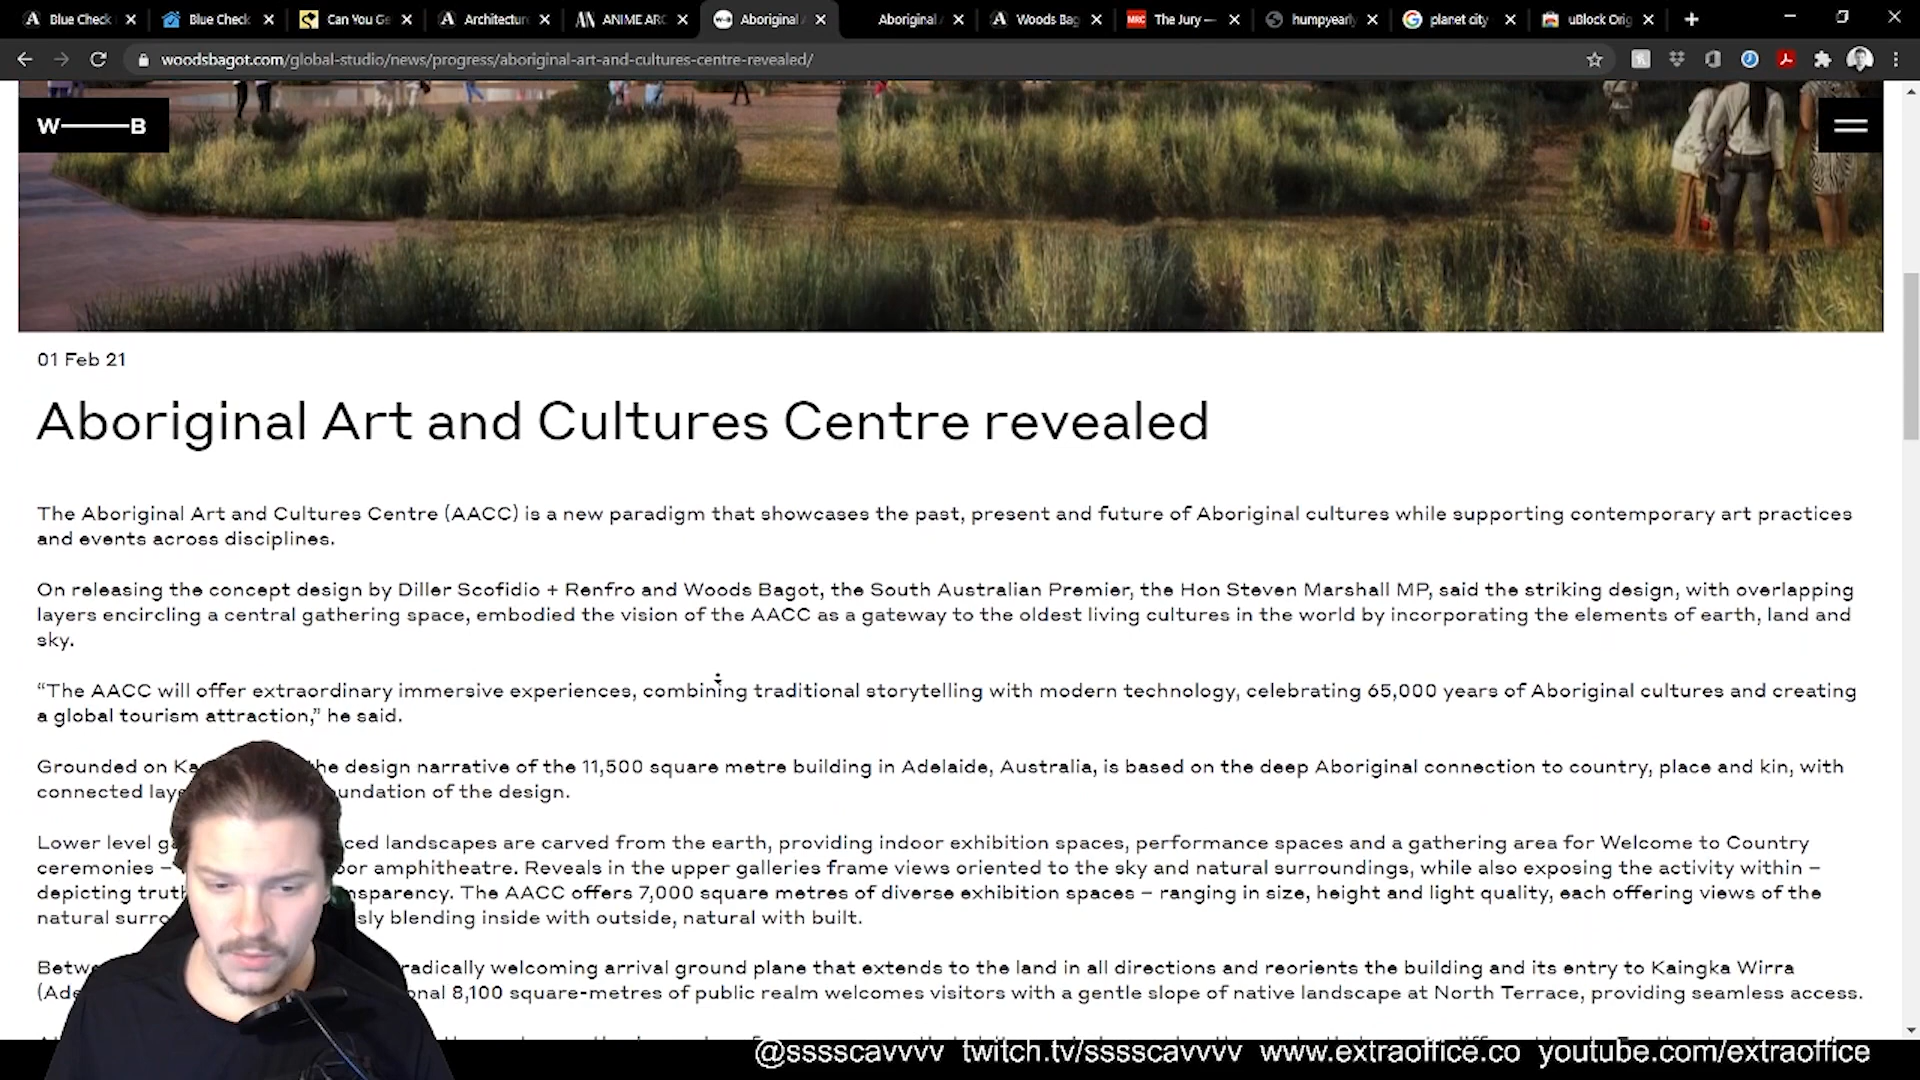 Blue Check
Blue Check
Can You Ge
Architecture
ANIME ARC
Aboriginal
Aboriginal
Woods Bag
The Jury —
humpyearl
planet city
uBlock Orig
woodsbagot.com/global-studio/news/progress/aboriginal-art-and-cultures-centre-revealed/
W——B
01 Feb 21
Aboriginal Art and Cultures Centre revealed
The Aboriginal Art and Cultures Centre (AACC) is a new paradigm that showcases the past, present and future of Aboriginal cultures while supporting contemporary art practices
and events across disciplines.
On releasing the concept design by Diller Scofidio + Renfro and Woods Bagot, the South Australian Premier, the Hon Steven Marshall MP, said the striking design, with overlapping
layers encircling a central gathering space, embodied the vision of the AACC as a gateway to the oldest living cultures in the world by incorporating the elements of earth, land and
sky.
“The AACC will offer extraordinary immersive experiences, combining traditional storytelling with modern technology, celebrating 65,000 years of Aboriginal cultures and creating
a global tourism attraction,” he said.
Grounded on the design narrative of the 11,500 square metre building in Adelaide, Australia, is based on the deep Aboriginal connection to country, place and kin, with
connected undation of the design.
Lower level ced landscapes are carved from the earth, providing indoor exhibition spaces, performance spaces and a gathering area for Welcome to Country
ceremonies – oor amphitheatre. Reveals in the upper galleries frame views oriented to the sky and natural surroundings, while also exposing the activity within –
depicting truth nsparency. The AACC offers 7,000 square metres of diverse exhibition spaces – ranging in size, height and light quality, each offering views of the
natural surro sly blending inside with outside, natural with built.
Betwe radically welcoming arrival ground plane that extends to the land in all directions and reorients the building and its entry to Kaingka Wirra
(Ade onal 8,100 square-metres of public realm welcomes visitors with a gentle slope of native landscape at North Terrace, providing seamless access.
@sssscavvvv twitch.tv/sssscavvvv www.extraoffice.co youtube.com/extraoffice